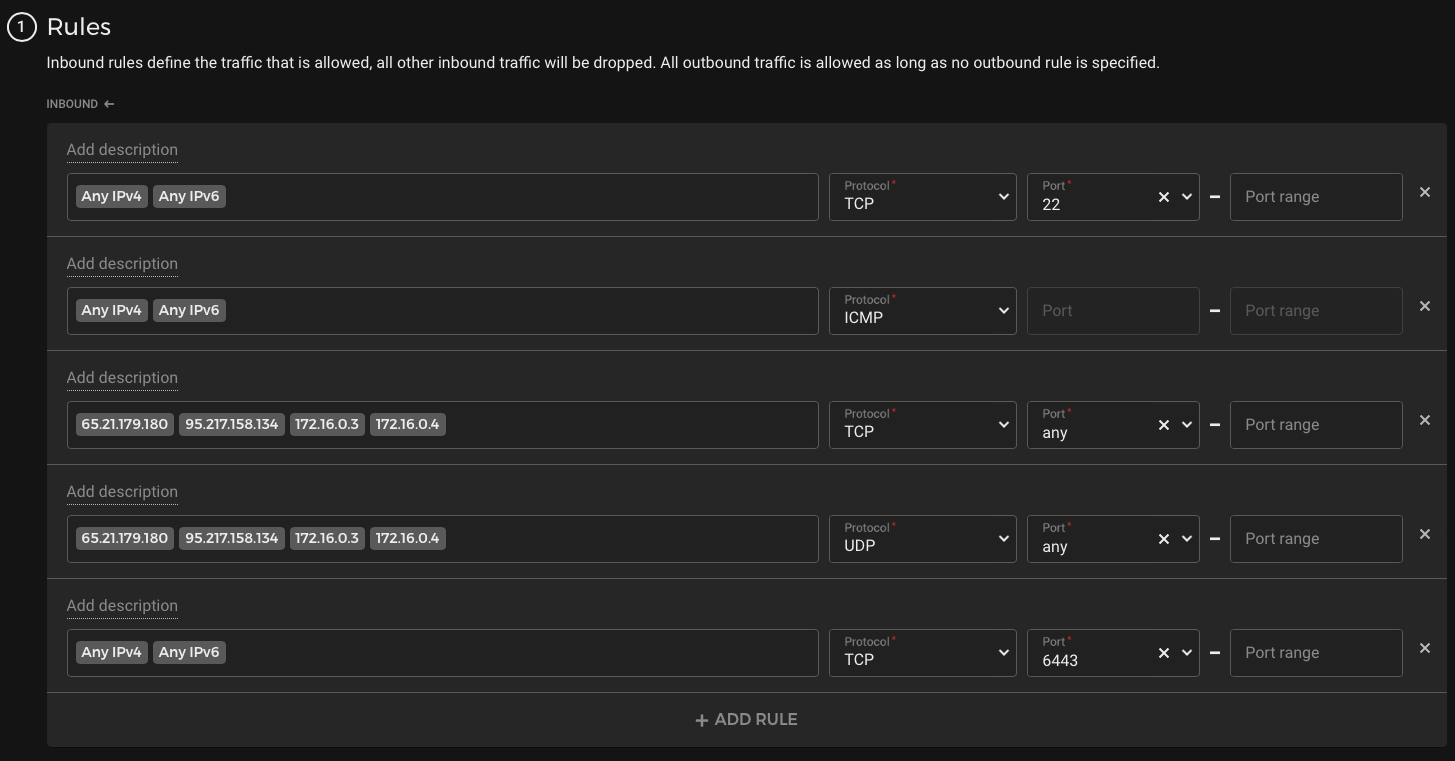 1 Rules
Inbound rules define the traffic that is allowed, all other inbound traffic will be dropped. All outbound traffic is allowed as long as no outbound rule is specified.
INBOUND ←
Add description
Any IPv4 Any IPv6 Protocol* TCP Port* 22 – Port range
Add description
Any IPv4 Any IPv6 Protocol* ICMP Port – Port range
Add description
65.21.179.180 95.217.158.134 172.16.0.3 172.16.0.4 Protocol* TCP Port* any – Port range
Add description
65.21.179.180 95.217.158.134 172.16.0.3 172.16.0.4 Protocol* UDP Port* any – Port range
Add description
Any IPv4 Any IPv6 Protocol* TCP Port* 6443 – Port range
+ ADD RULE